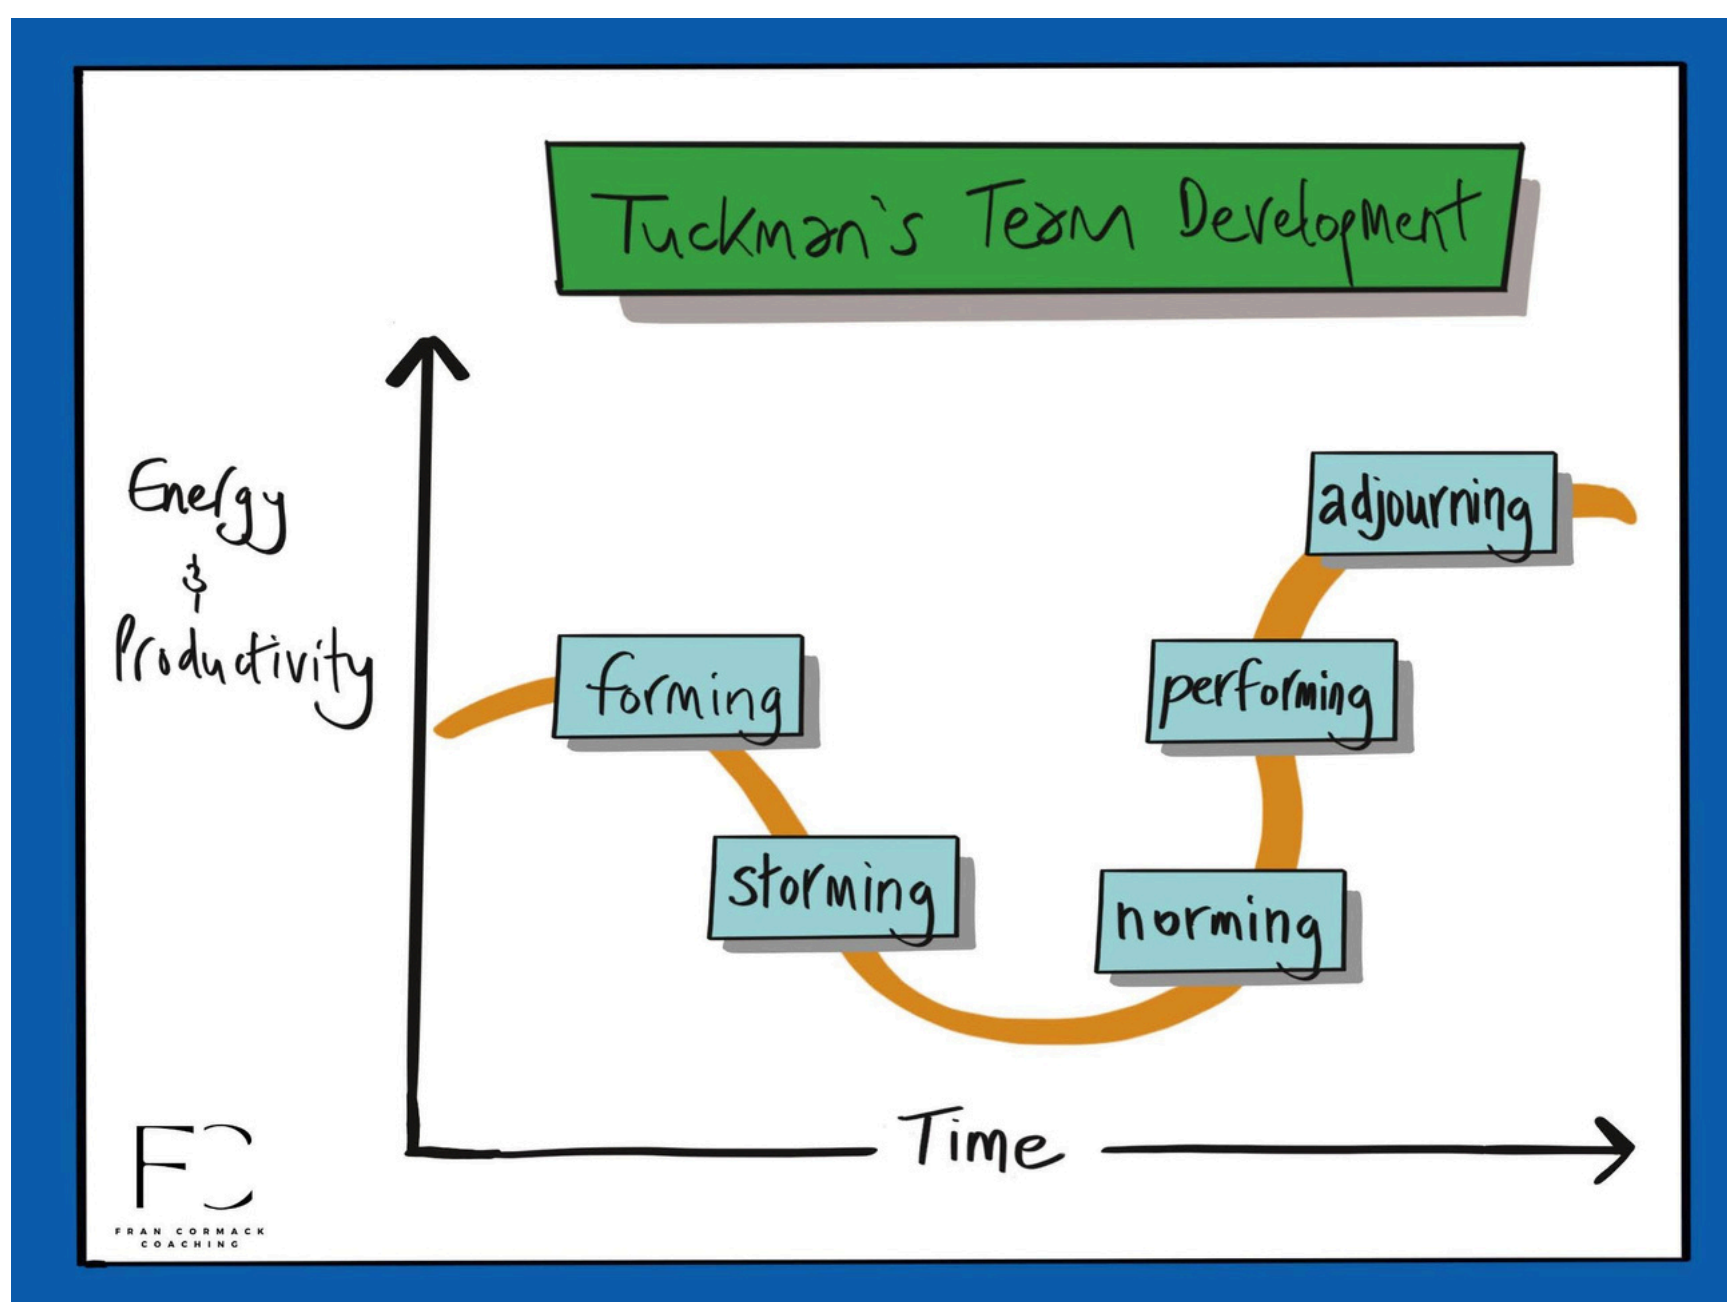 Tuckman's Team Development
Energy
&
Productivity
adjourning
forming
performing
storming
norming
Time
FC
FRAN CORMACK
COACHING